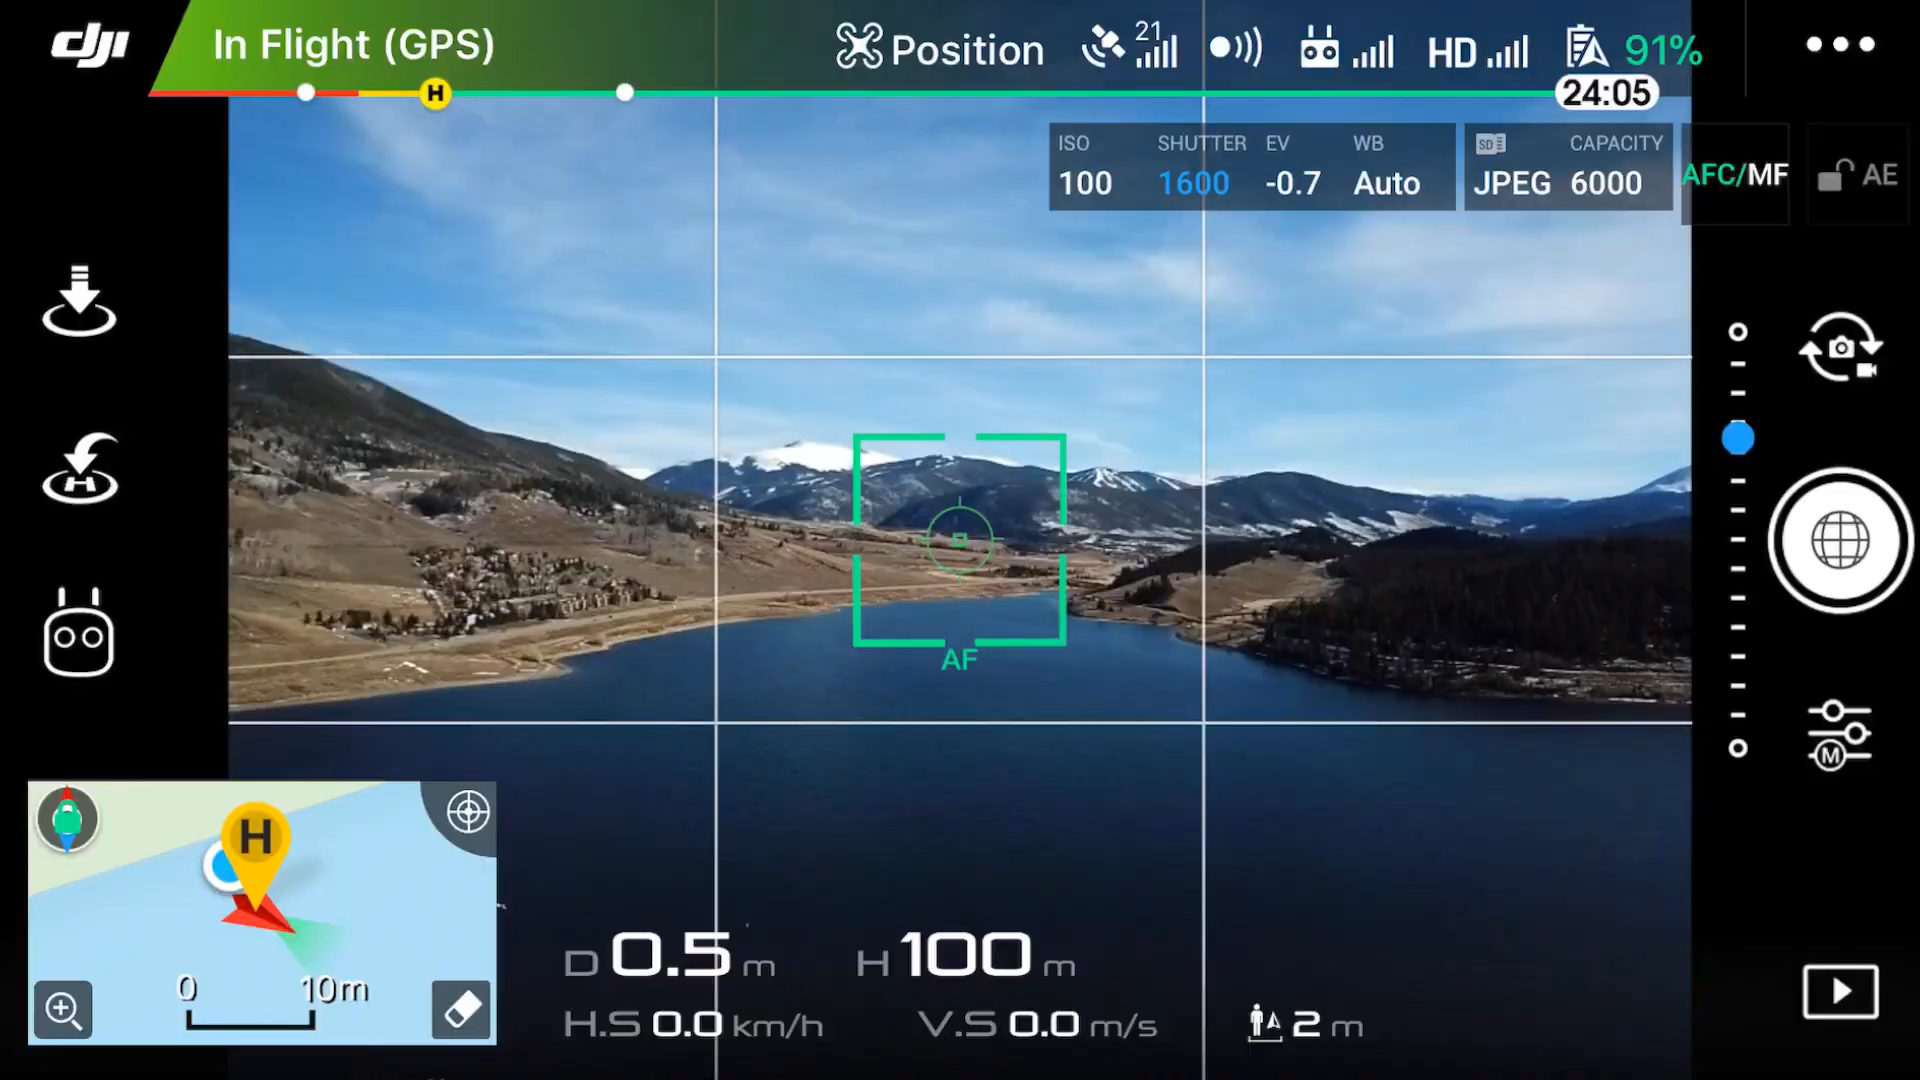 dji In Flight (GPS) Position 21 HD 91%
H 24:05
ISO SHUTTER EV WB SD CAPACITY
100 1600 -0.7 Auto JPEG 6000 AFC/MF AE
AF
H
0 10m
D 0.5 m H 100 m
H.S 0.0 km/h V.S 0.0 m/s 2 m
H
M